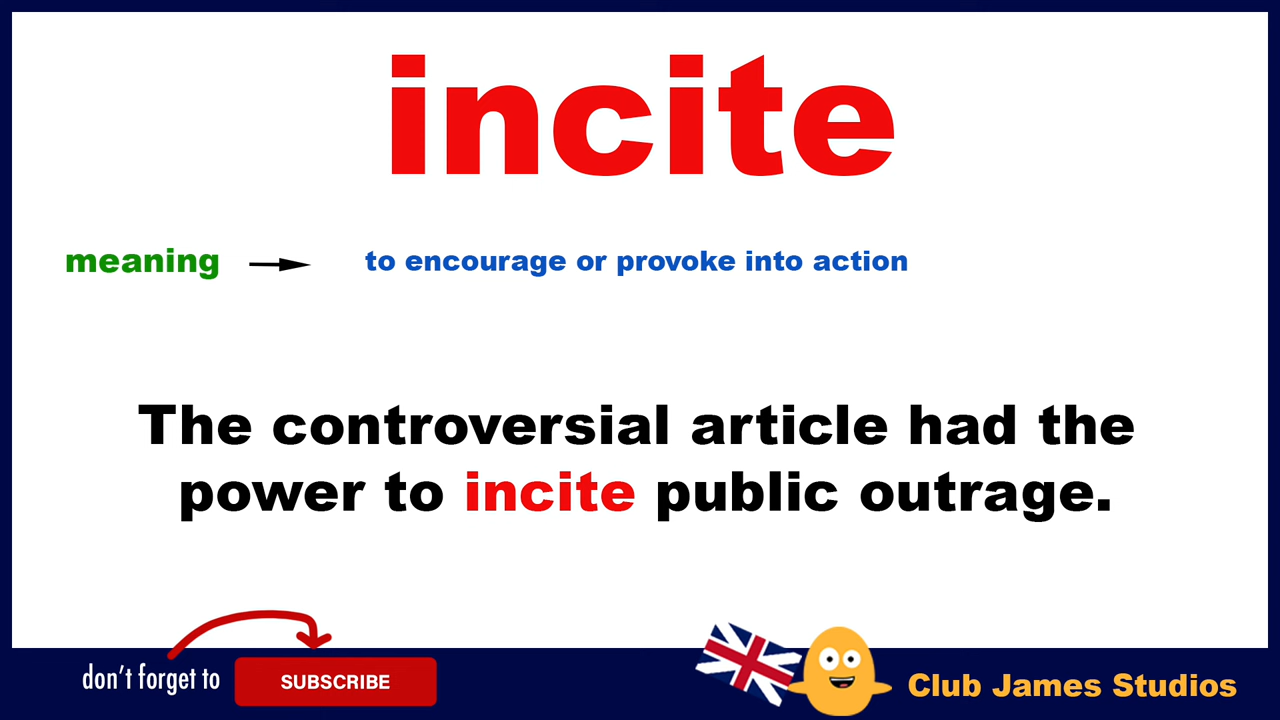 incite
meaning to encourage or provoke into action
The controversial article had the
power to incite public outrage.
don't forget to SUBSCRIBE
Club James Studios